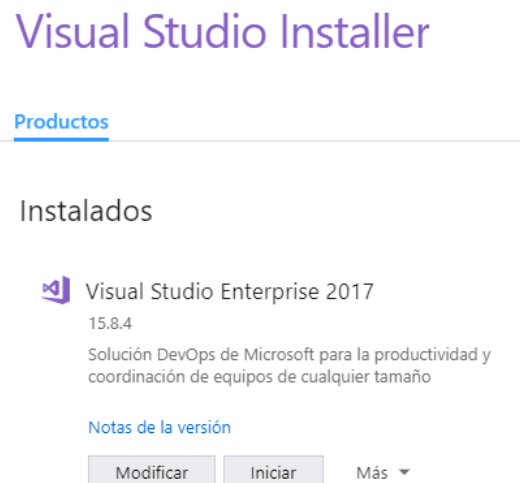 Visual Studio Installer
Productos
Instalados
Visual Studio Enterprise 2017
15.8.4
Solución DevOps de Microsoft para la productividad y
coordinación de equipos de cualquier tamaño
Notas de la versión
Modificar Iniciar Más